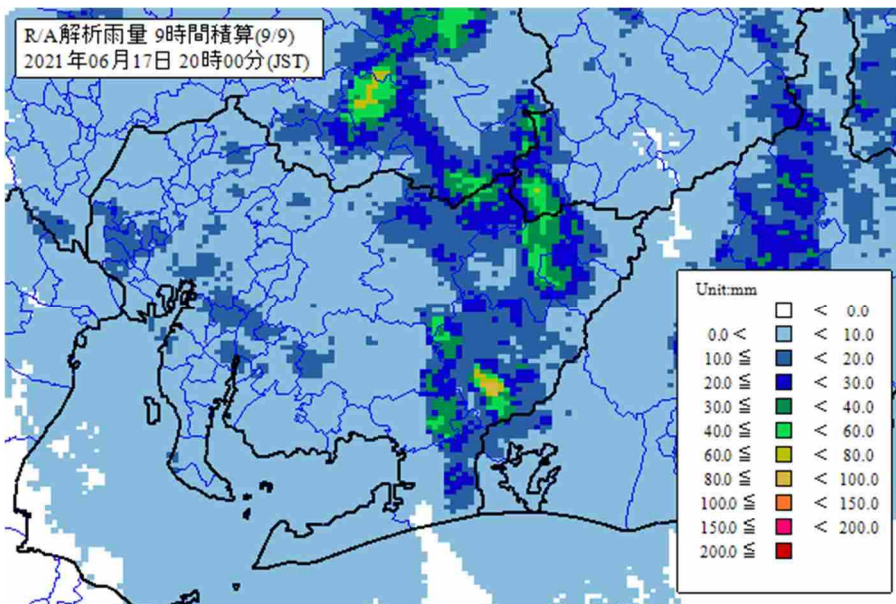 R/A解析雨量 9時間積算(9/9)
2021年06月17日 20時00分(JST)
Unit:mm
< 0.0
0.0 < < 10.0
10.0 ≦ < 20.0
20.0 ≦ < 30.0
30.0 ≦ < 40.0
40.0 ≦ < 60.0
60.0 ≦ < 80.0
80.0 ≦ < 100.0
100.0 ≦ < 150.0
150.0 ≦ < 200.0
200.0 ≦